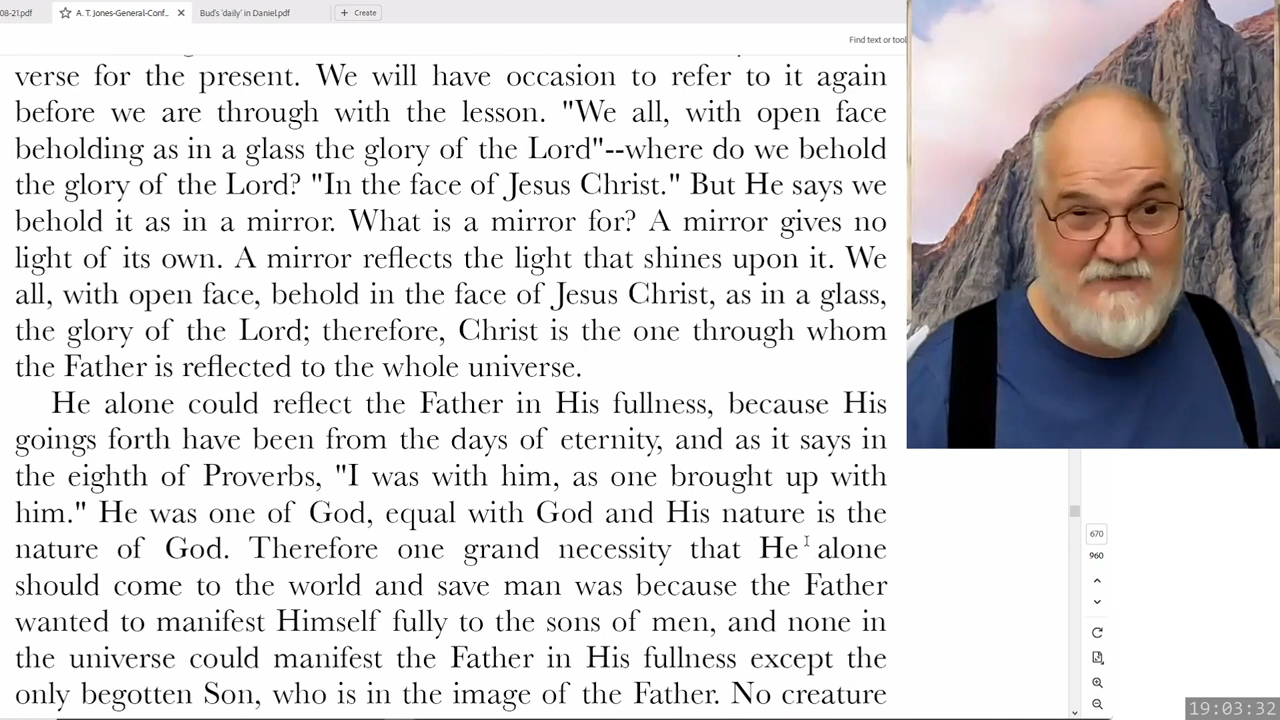 08-21.pdf
A. T. Jones-General-Conf...
Bud's 'daily' in Daniel.pdf
Create
Find text or tool
verse for the present. We will have occasion to refer to it again
before we are through with the lesson. "We all, with open face
beholding as in a glass the glory of the Lord"--where do we behold
the glory of the Lord? "In the face of Jesus Christ." But He says we
behold it as in a mirror. What is a mirror for? A mirror gives no
light of its own. A mirror reflects the light that shines upon it. We
all, with open face, behold in the face of Jesus Christ, as in a glass,
the glory of the Lord; therefore, Christ is the one through whom
the Father is reflected to the whole universe.
He alone could reflect the Father in His fullness, because His
goings forth have been from the days of eternity, and as it says in
the eighth of Proverbs, "I was with him, as one brought up with
him." He was one of God, equal with God and His nature is the
nature of God. Therefore one grand necessity that He alone
should come to the world and save man was because the Father
wanted to manifest Himself fully to the sons of men, and none in
the universe could manifest the Father in His fullness except the
only begotten Son, who is in the image of the Father. No creature
670
960
19:03:32